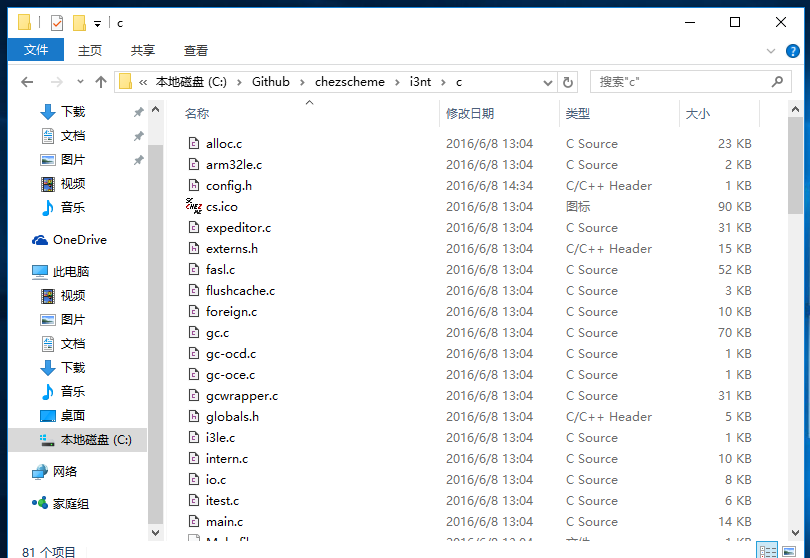 c
文件 主页 共享 查看
« 本地磁盘 (C:) › Github › chezscheme › i3nt › c 搜索"c"
下载
文档
图片
视频
音乐
OneDrive
此电脑
视频
图片
文档
下载
音乐
桌面
本地磁盘 (C:)
网络
家庭组
名称 修改日期 类型 大小
alloc.c 2016/6/8 13:04 C Source 23 KB
arm32le.c 2016/6/8 13:04 C Source 2 KB
config.h 2016/6/8 14:34 C/C++ Header 1 KB
cs.ico 2016/6/8 13:04 图标 90 KB
expeditor.c 2016/6/8 13:04 C Source 31 KB
externs.h 2016/6/8 13:04 C/C++ Header 15 KB
fasl.c 2016/6/8 13:04 C Source 52 KB
flushcache.c 2016/6/8 13:04 C Source 3 KB
foreign.c 2016/6/8 13:04 C Source 10 KB
gc.c 2016/6/8 13:04 C Source 70 KB
gc-ocd.c 2016/6/8 13:04 C Source 1 KB
gc-oce.c 2016/6/8 13:04 C Source 1 KB
gcwrapper.c 2016/6/8 13:04 C Source 31 KB
globals.h 2016/6/8 13:04 C/C++ Header 5 KB
i3le.c 2016/6/8 13:04 C Source 1 KB
intern.c 2016/6/8 13:04 C Source 10 KB
io.c 2016/6/8 13:04 C Source 8 KB
itest.c 2016/6/8 13:04 C Source 6 KB
main.c 2016/6/8 13:04 C Source 14 KB
81 个项目